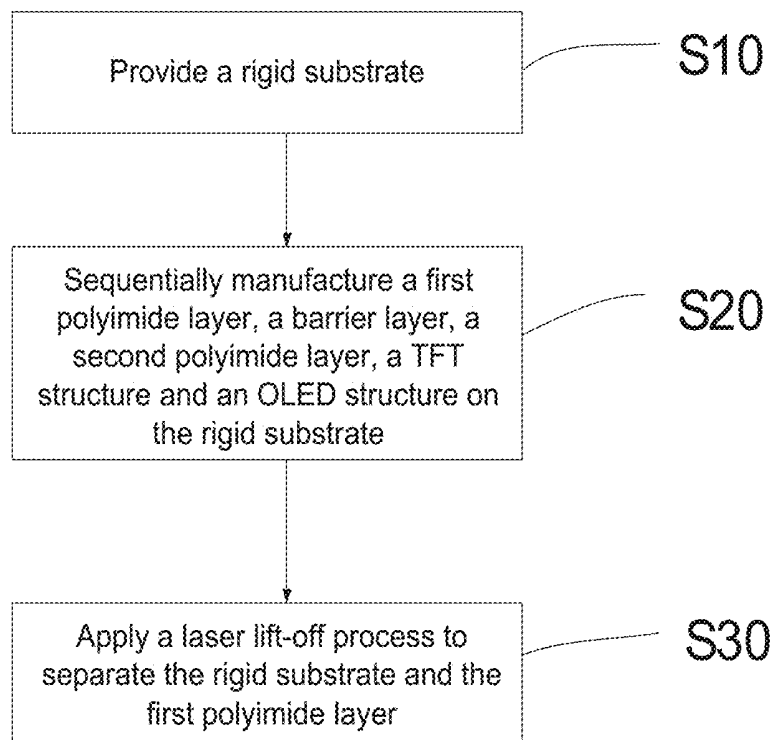 Provide a rigid substrate
S10
Sequentially manufacture a first
polyimide layer, a barrier layer, a
second polyimide layer, a TFT
structure and an OLED structure on
the rigid substrate
S20
Apply a laser lift-off process to
separate the rigid substrate and the
first polyimide layer
S30